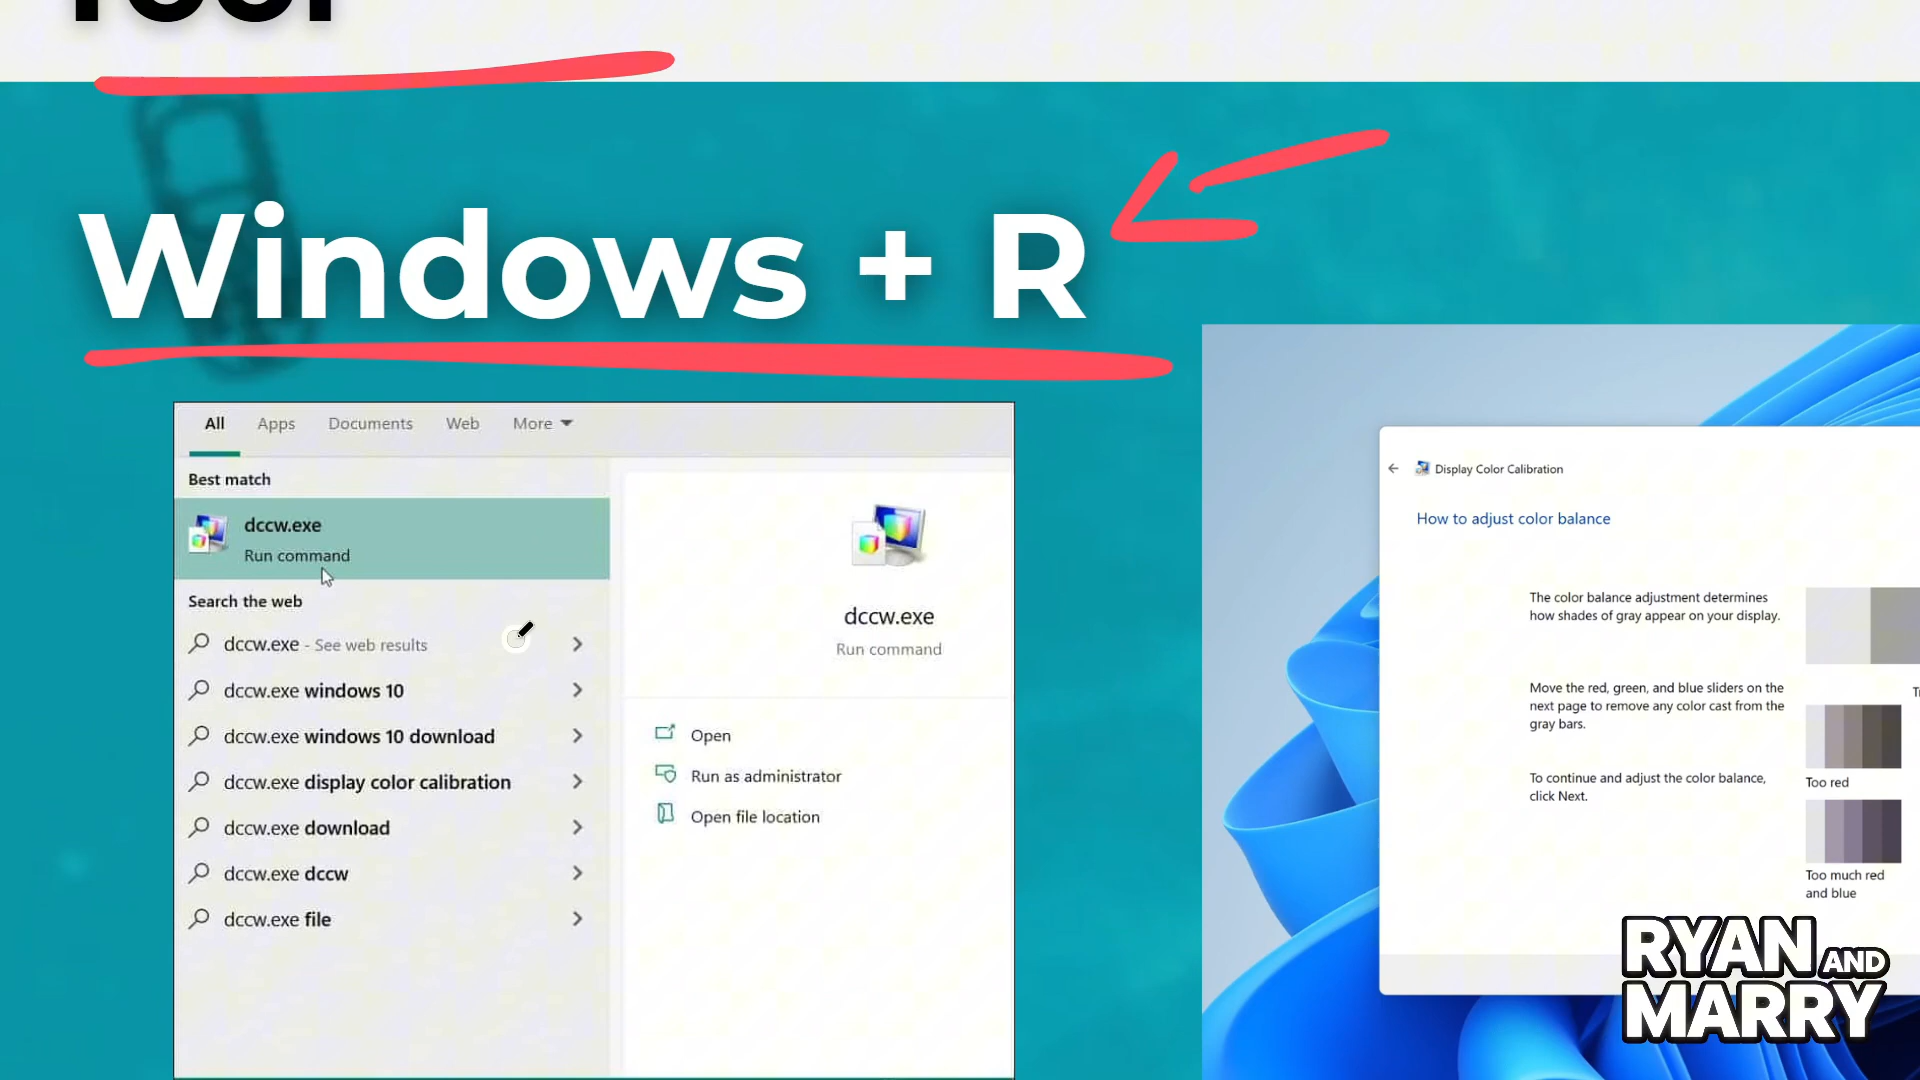 Tool
Windows + R
All Apps Documents Web More
Best match
dccw.exe
Run command
Search the web
dccw.exe - See web results
dccw.exe windows 10
dccw.exe windows 10 download
dccw.exe display color calibration
dccw.exe download
dccw.exe dccw
dccw.exe file
dccw.exe
Run command
Open
Run as administrator
Open file location
Display Color Calibration
How to adjust color balance
The color balance adjustment determines
how shades of gray appear on your display.
Move the red, green, and blue sliders on the
next page to remove any color cast from the
gray bars.
To continue and adjust the color balance,
click Next.
Too red
Too much red
and blue
RYAN AND
MARRY